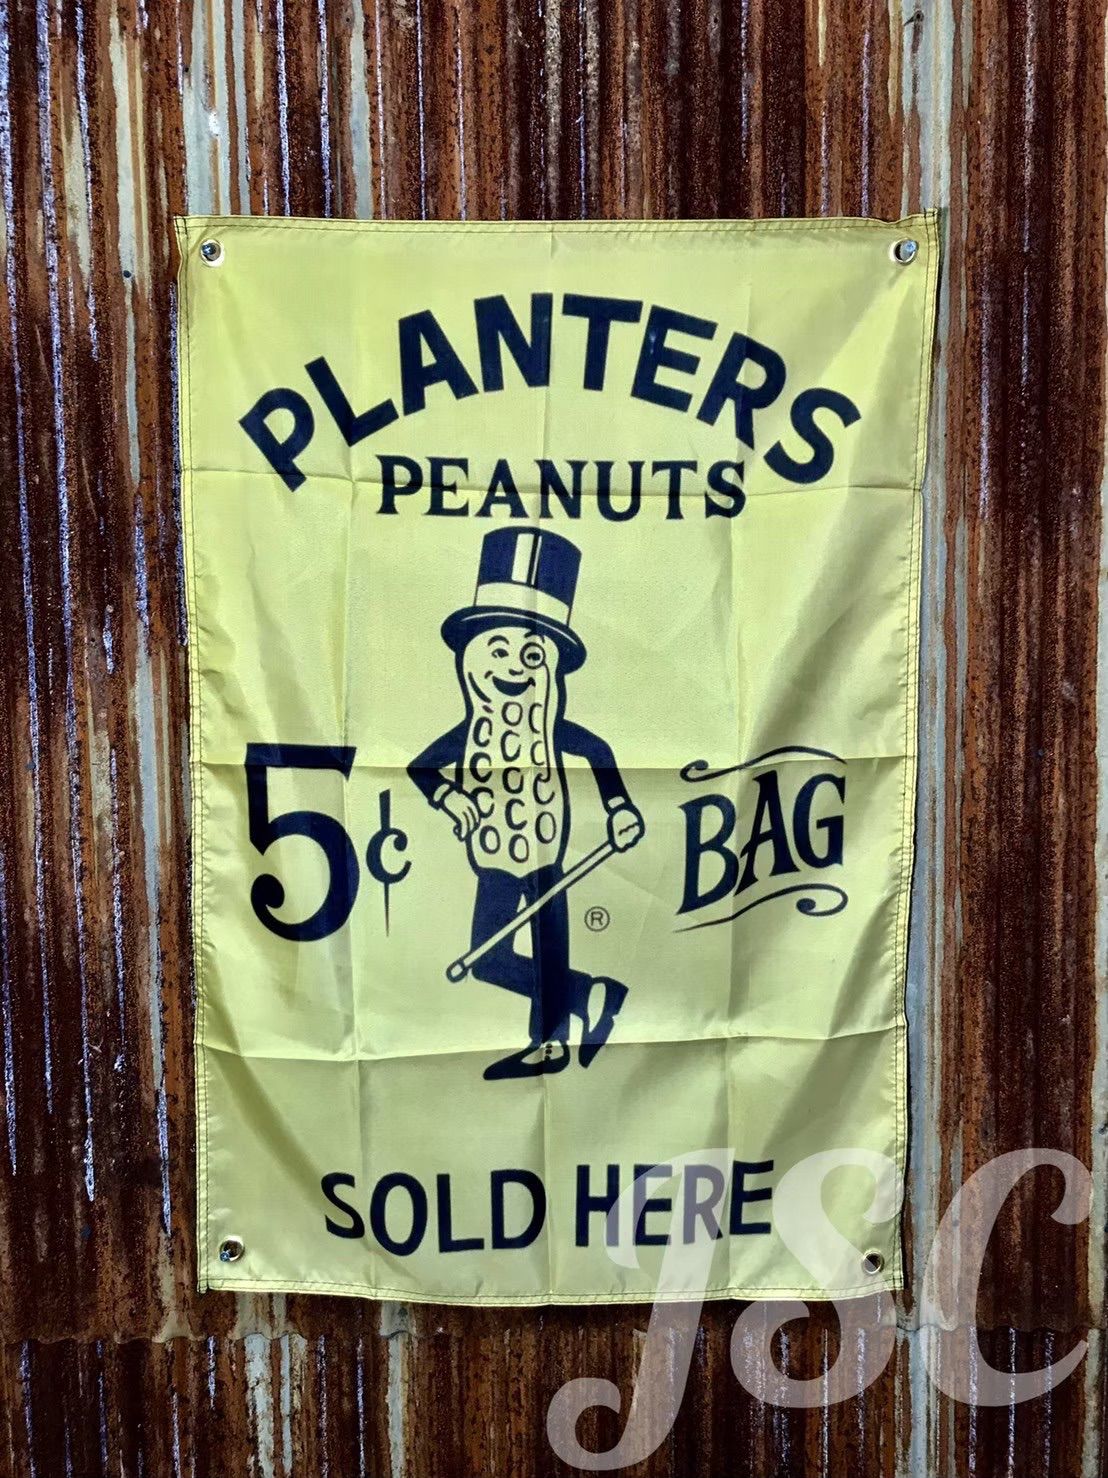 PLANTERS
PEANUTS
5¢ BAG
®
SOLD HERE
JSC